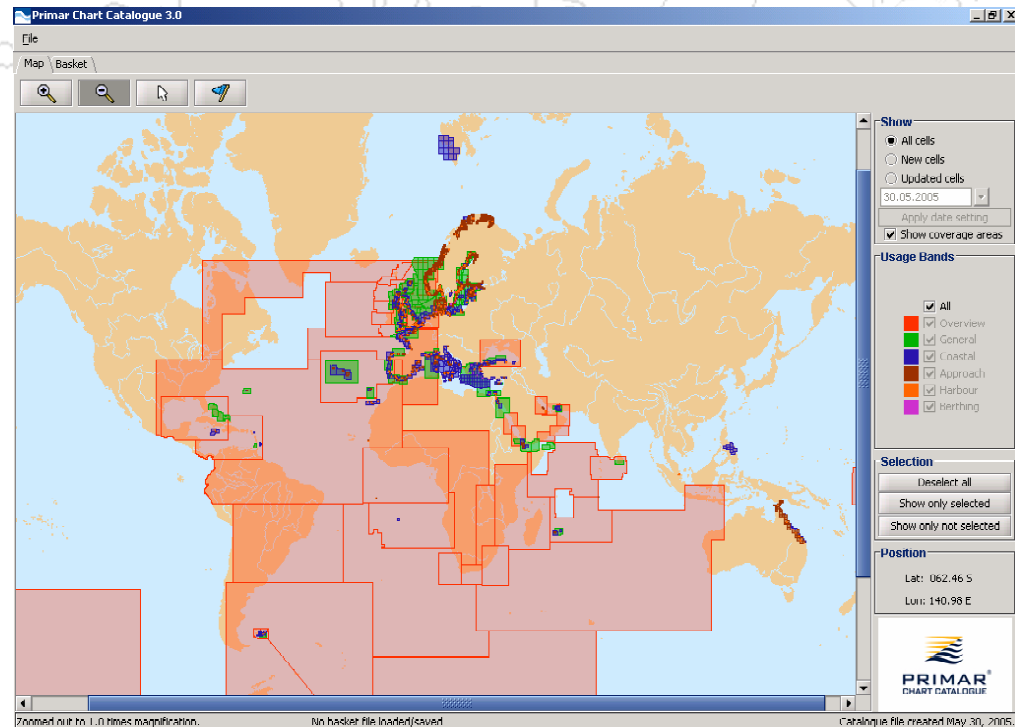 Primar Chart Catalogue 3.0
File
Map Basket
Show
All cells
New cells
Updated cells
30.05.2005
Apply date setting
Show coverage areas
Usage Bands
All
Overview
General
Coastal
Approach
Harbour
Berthing
Selection
Deselect all
Show only selected
Show only not selected
Position
Lat: 062.46 S
Lon: 140.98 E
PRIMAR®
CHART CATALOGUE
Zoomed out to 1.0 times magnification. No basket file loaded/saved Catalogue file created May 30, 2005.